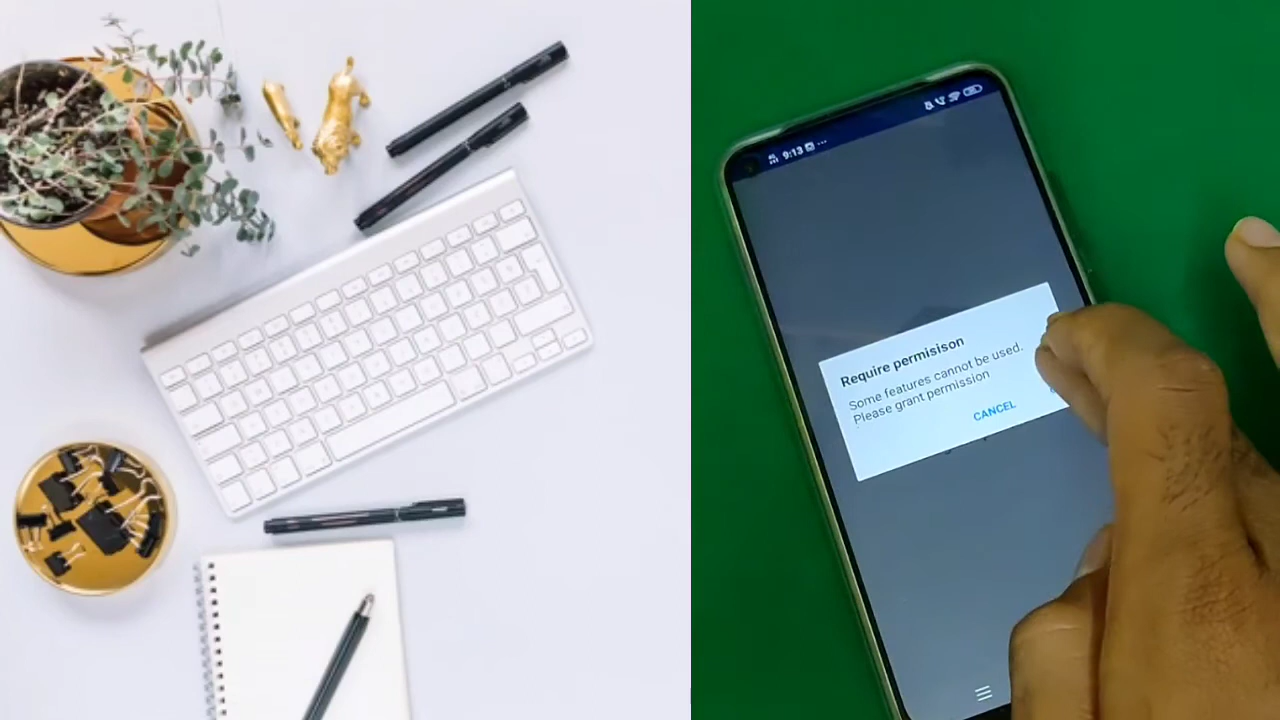 9:13
Require permisison
Some features cannot be used.
Please grant permission
CANCEL